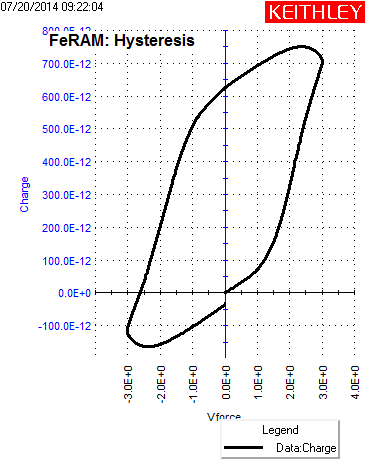 07/20/2014 09:22:04
KEITHLEY
FeRAM: Hysteresis
800.0E-12
700.0E-12
600.0E-12
500.0E-12
400.0E-12
300.0E-12
200.0E-12
100.0E-12
0.0E+0
-100.0E-12
Charge
-3.0E+0
-2.0E+0
-1.0E+0
0.0E+0
1.0E+0
2.0E+0
3.0E+0
4.0E+0
Vforce
Legend
Data:Charge